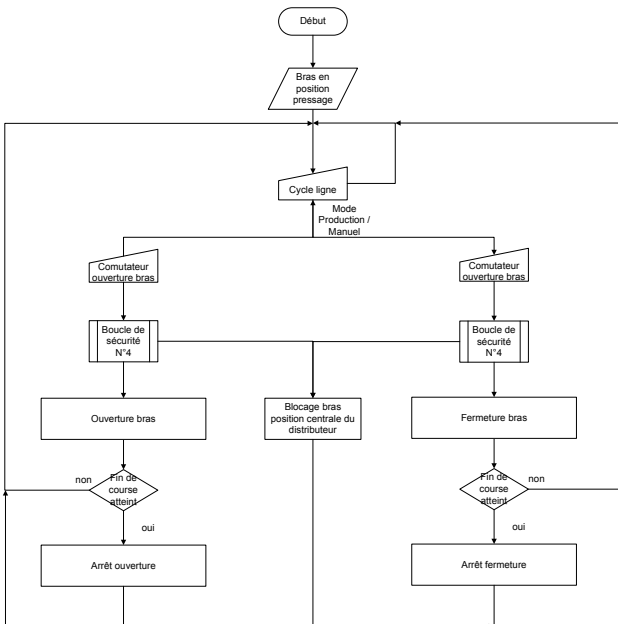 Début
Bras en
position
pressage
Cycle ligne
Mode
Production /
Manuel
Comutateur
ouverture bras
Comutateur
ouverture bras
Boucle de
sécurité
N°4
Boucle de
sécurité
N°4
Ouverture bras
Blocage bras
position centrale du
distributeur
Fermeture bras
non
Fin de
course
atteint
Fin de
course
atteint
non
oui
oui
Arrêt ouverture
Arrêt fermeture